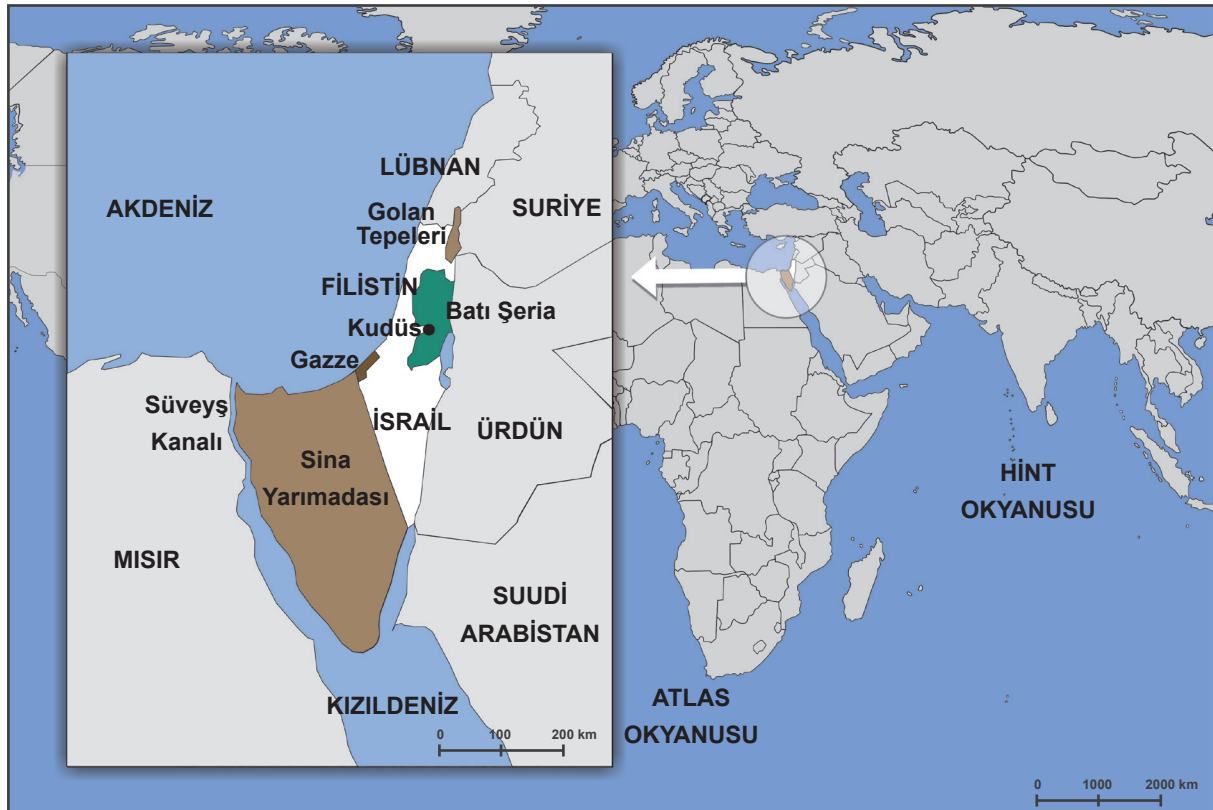 LÜBNAN
AKDENİZ
SURİYE
Golan
Tepeleri
FİLİSTİN
Batı Şeria
Kudüs
Gazze
Süveyş
Kanalı
İSRAİL
ÜRDÜN
Sina
Yarımadası
MISIR
SUUDİ
ARABİSTAN
KIZILDENİZ
0 100 200 km
HİNT
OKYANUSU
ATLAS
OKYANUSU
0 1000 2000 km